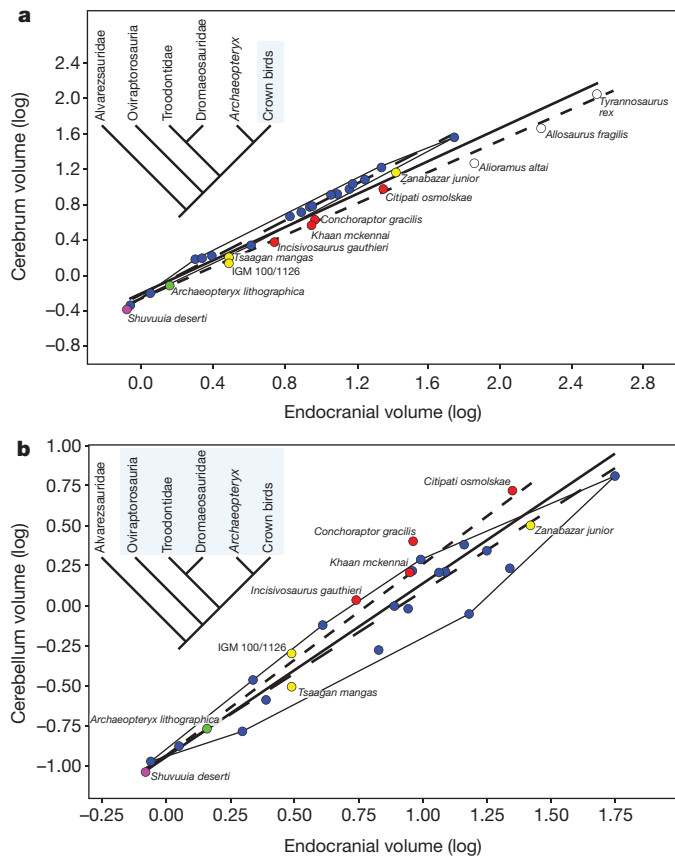 a
Alvarezsauridae
Oviraptorosauria
Troodontidae
Dromaeosauridae
Archaeopteryx
Crown birds
Cerebrum volume (log)
2.4
2.0
1.6
1.2
0.8
0.4
0.0
−0.4
−0.8
Tyrannosaurus
rex
Allosaurus fragilis
Alioramus altai
Zanabazar junior
Citipati osmolskae
Conchoraptor gracilis
Khaan mckennai
Incisivosaurus gauthieri
Tsaagan mangas
IGM 100/1126
Archaeopteryx lithographica
Shuvuuia deserti
0.0 0.4 0.8 1.2 1.6 2.0 2.4 2.8
Endocranial volume (log)
b
Alvarezsauridae
Oviraptorosauria
Troodontidae
Dromaeosauridae
Archaeopteryx
Crown birds
Cerebellum volume (log)
1.00
0.75
0.50
0.25
0.00
−0.25
−0.50
−0.75
−1.00
Citipati osmolskae
Conchoraptor gracilis
Zanabazar junior
Khaan mckennai
Incisivosaurus gauthieri
IGM 100/1126
Tsaagan mangas
Archaeopteryx lithographica
Shuvuuia deserti
−0.25 0.00 0.25 0.50 0.75 1.00 1.25 1.50 1.75
Endocranial volume (log)